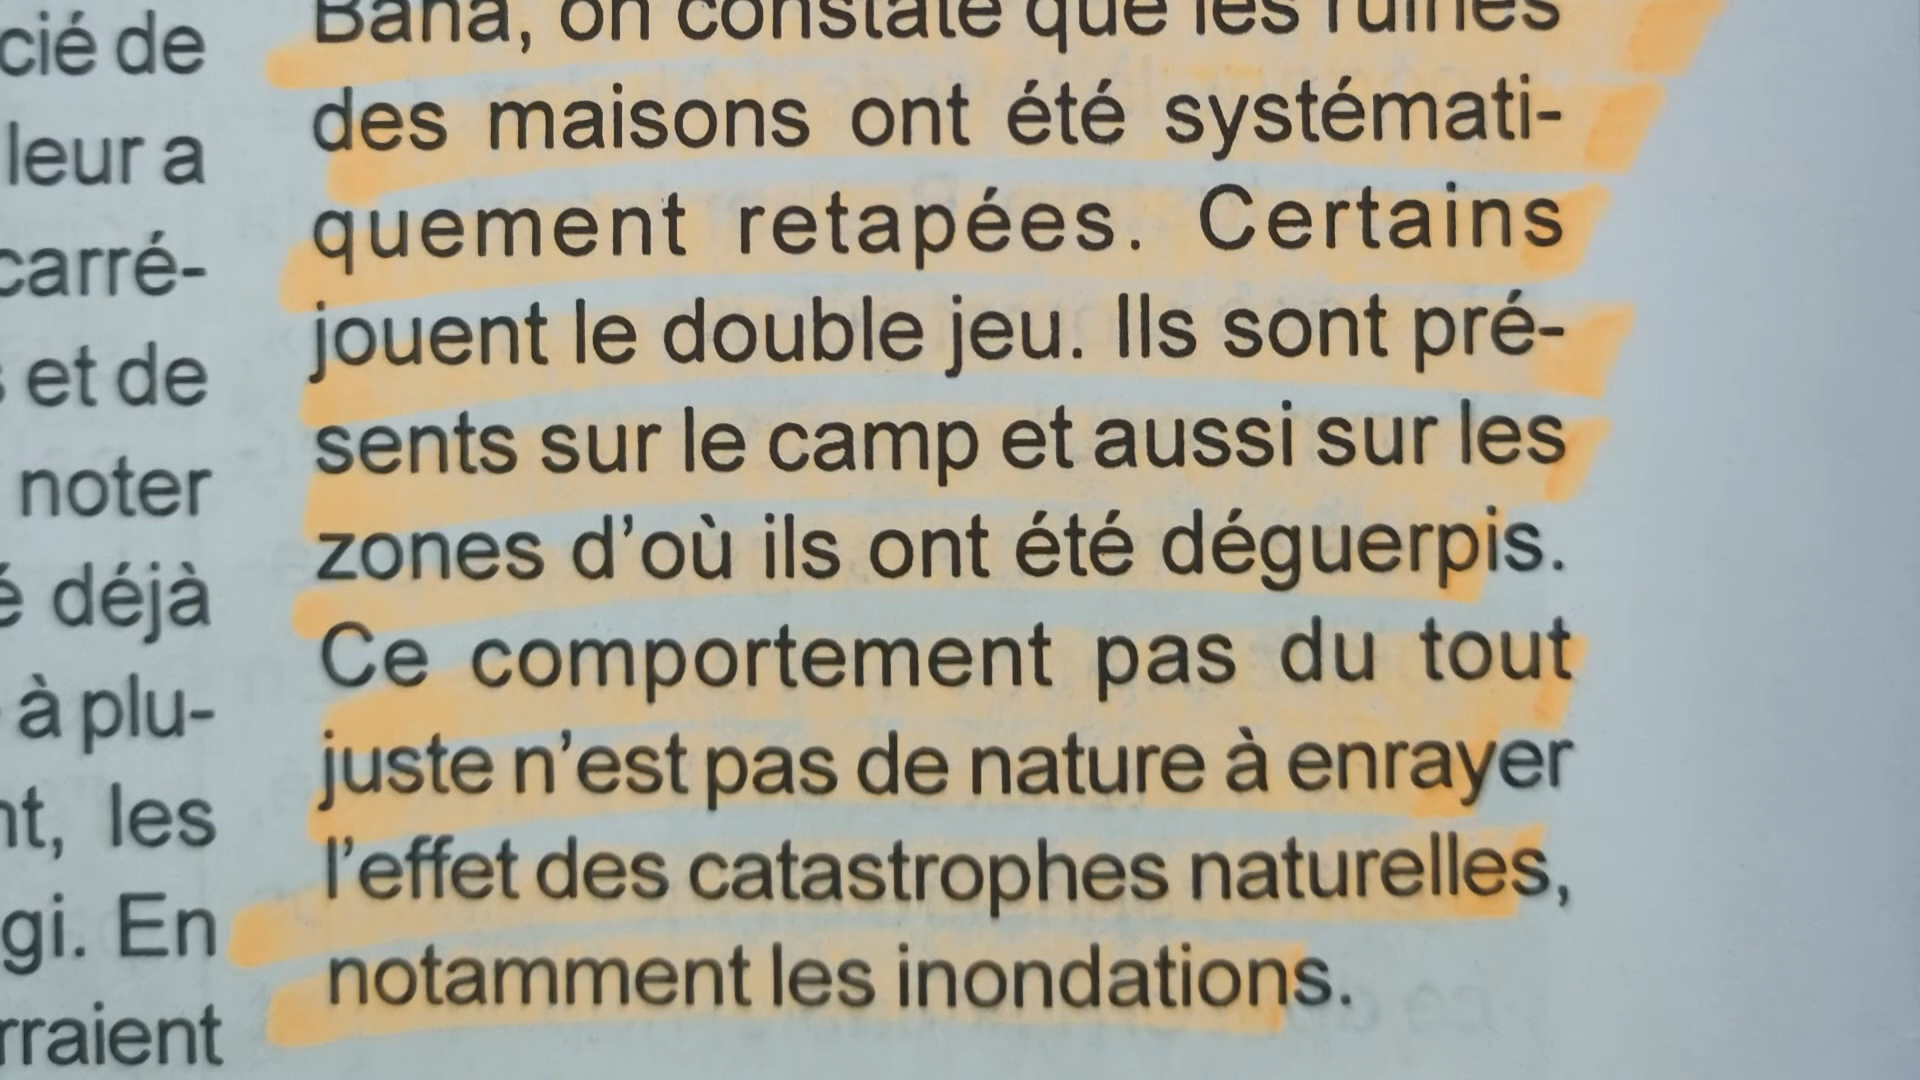 cié de
leur a
carré-
et de
noter
déjà
à plu-
les
gi. En
rraient
Bana, on constate que les ruines
des maisons ont été systémati-
quement retapées. Certains
jouent le double jeu. Ils sont pré-
sents sur le camp et aussi sur les
zones d'où ils ont été déguerpis.
Ce comportement pas du tout
juste n'est pas de nature à enrayer
l'effet des catastrophes naturelles,
notamment les inondations.